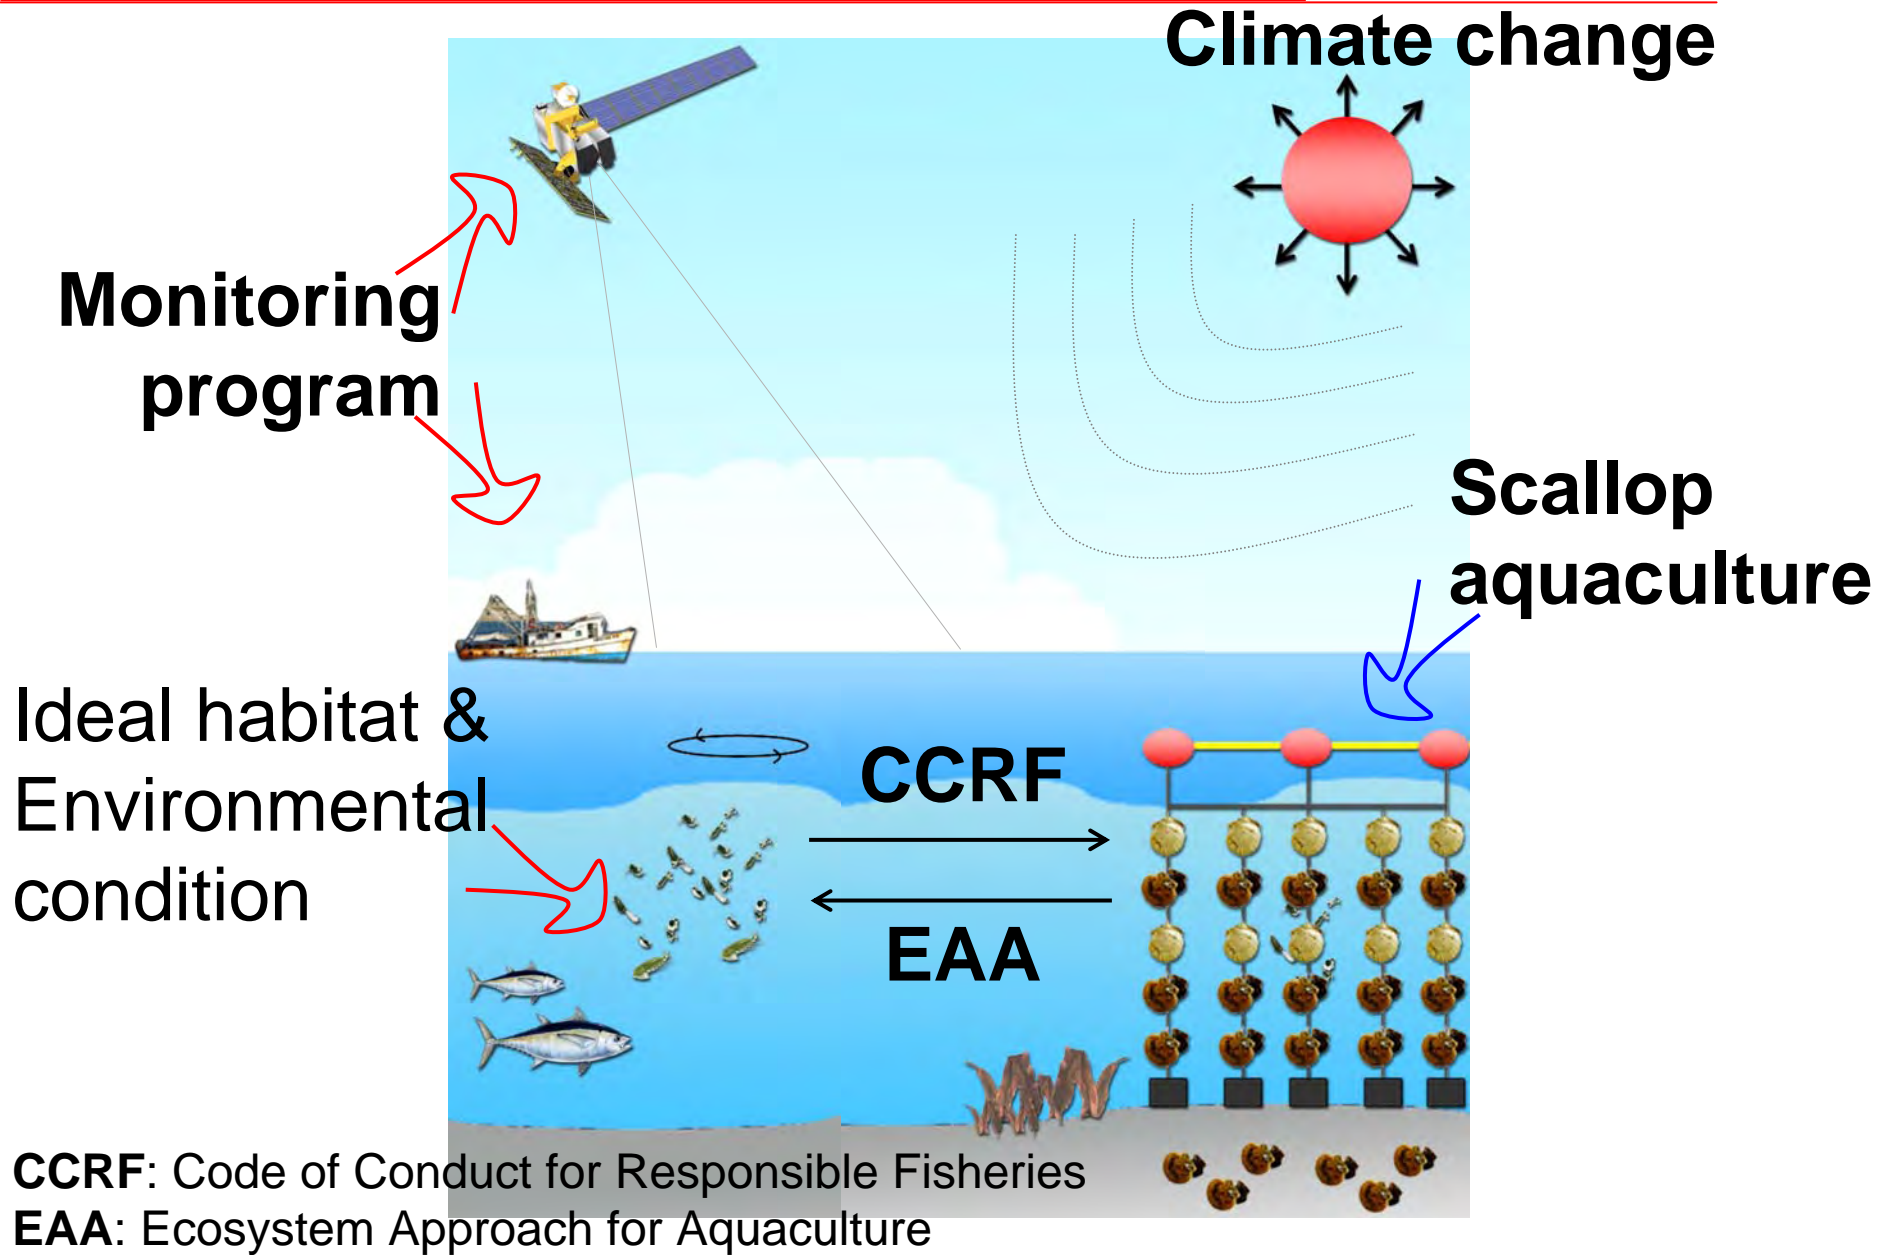 Climate change
Monitoring
program
Scallop
aquaculture
Ideal habitat &
Environmental
condition
CCRF
EAA
CCRF: Code of Conduct for Responsible Fisheries
EAA: Ecosystem Approach for Aquaculture